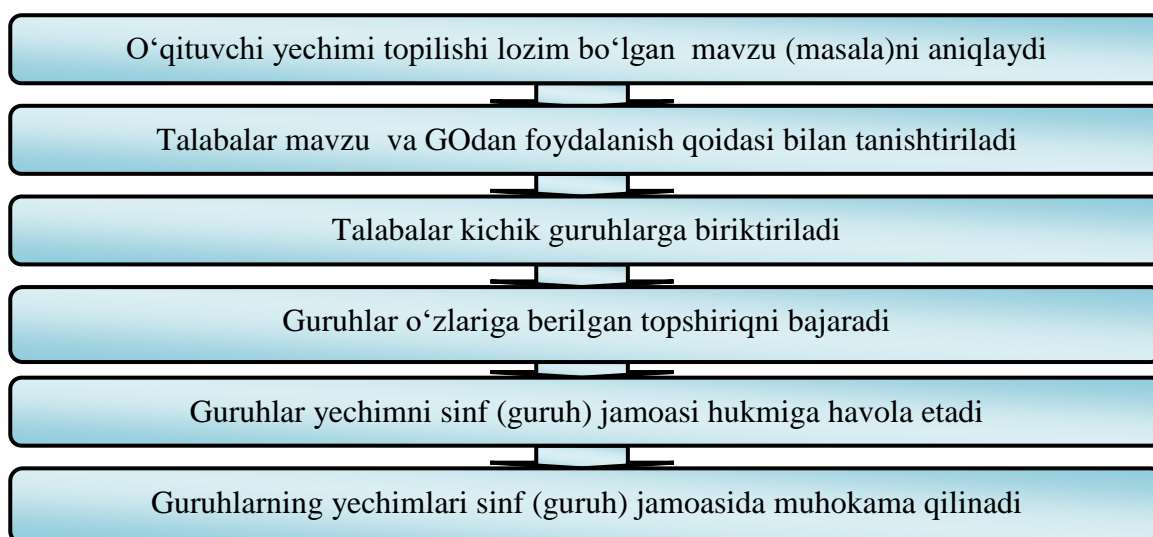 O‘qituvchi yechimi topilishi lozim bo‘lgan mavzu (masala)ni aniqlaydi
Talabalar mavzu va GOdan foydalanish qoidasi bilan tanishtiriladi
Talabalar kichik guruhlarga biriktiriladi
Guruhlar o‘zlariga berilgan topshiriqni bajaradi
Guruhlar yechimni sinf (guruh) jamoasi hukmiga havola etadi
Guruhlarning yechimlari sinf (guruh) jamoasida muhokama qilinadi